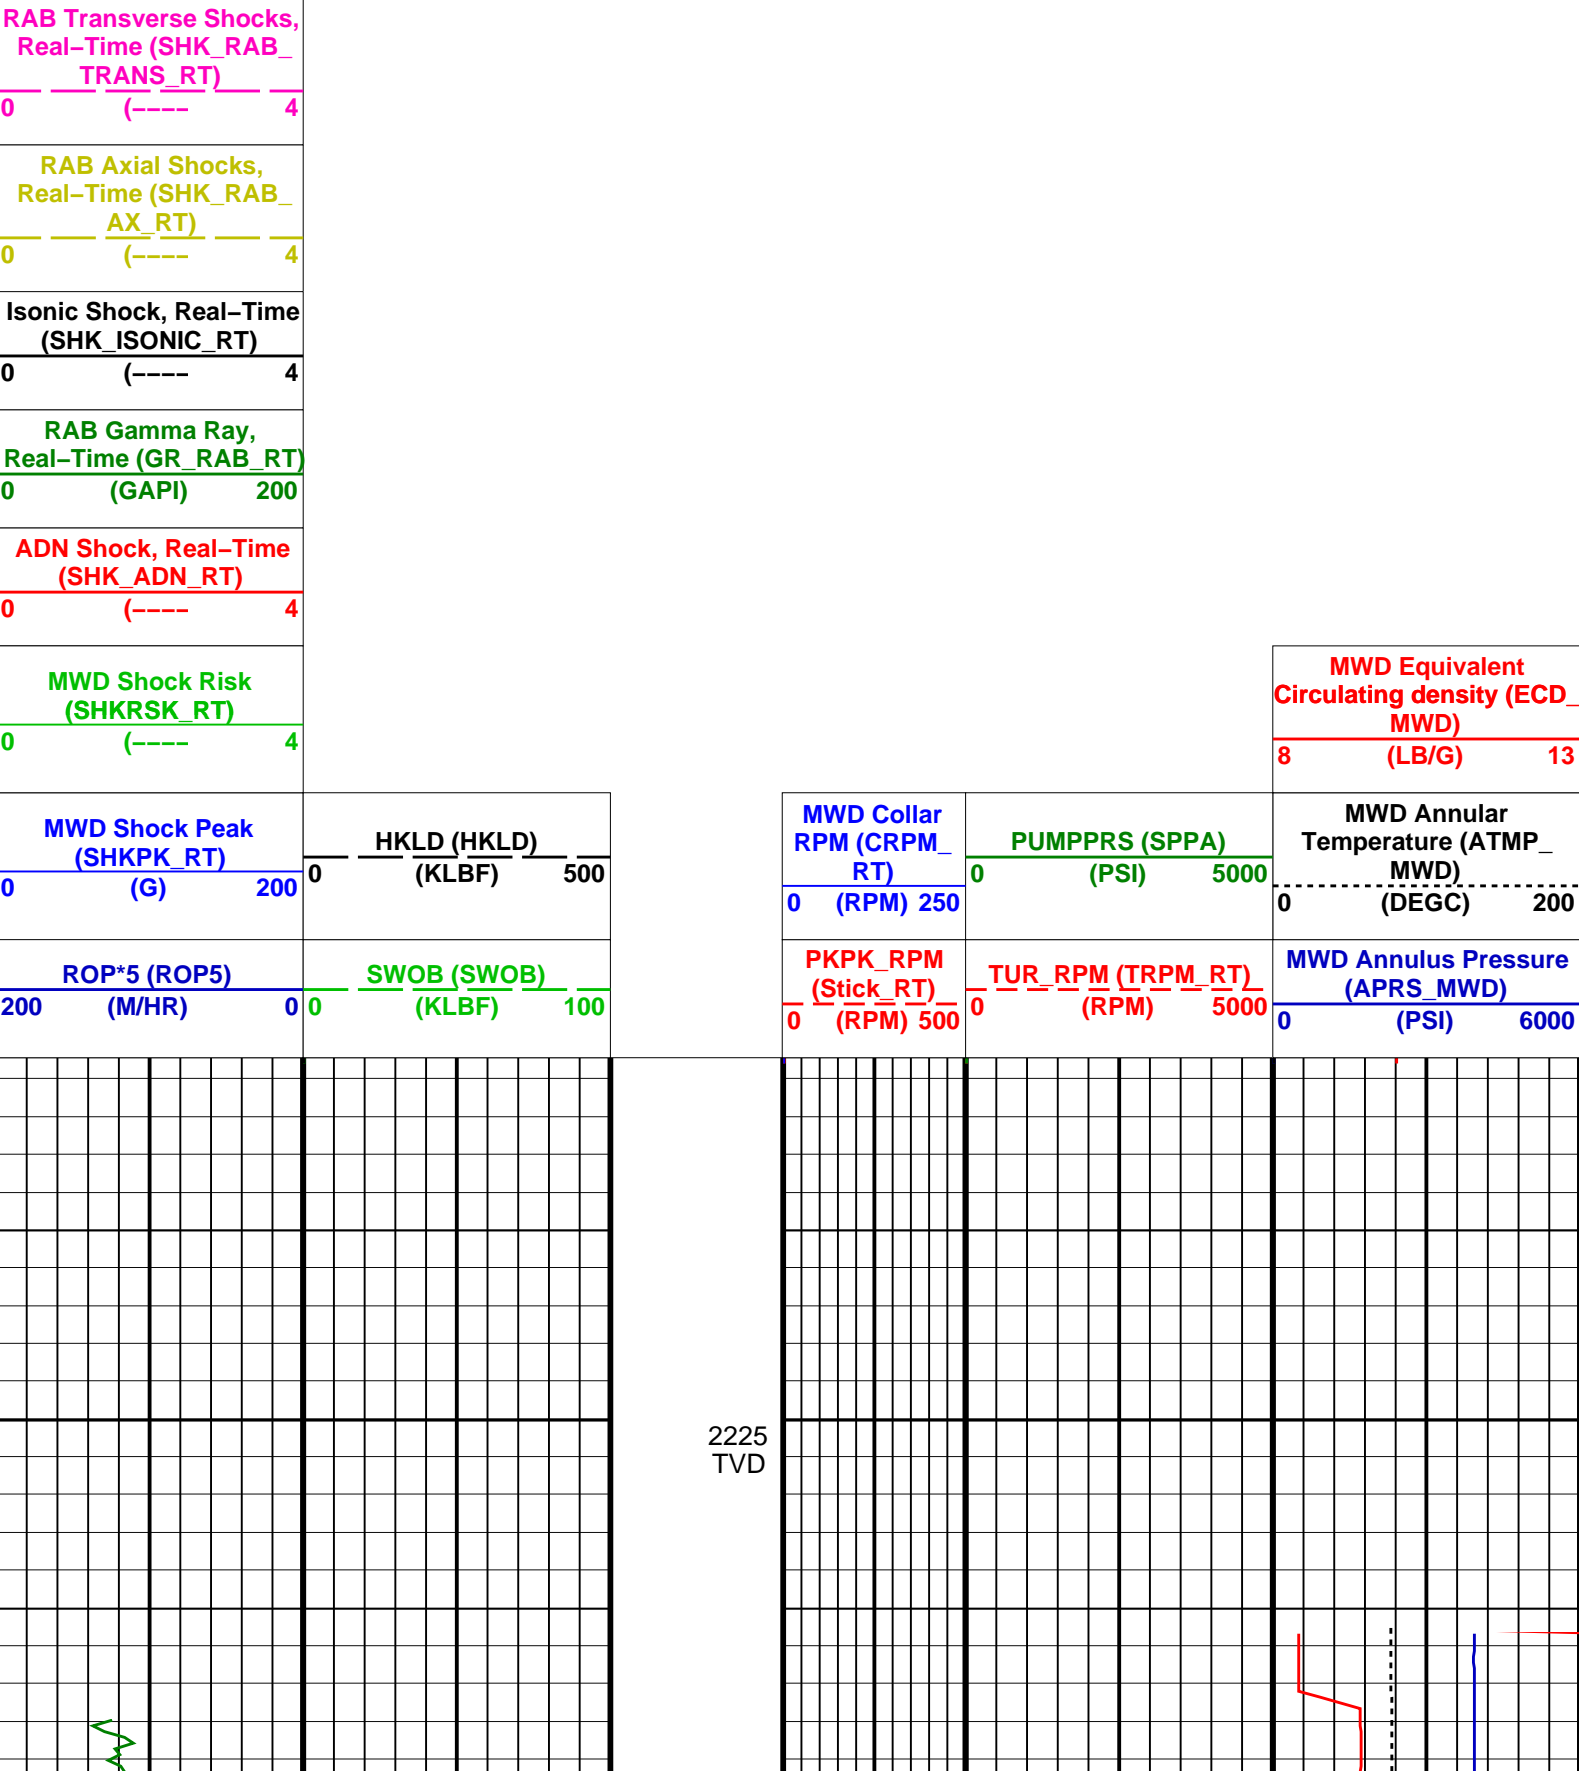 RAB Transverse Shocks,
Real–Time (SHK_RAB_
TRANS_RT)
0 (–––– 4
RAB Axial Shocks,
Real–Time (SHK_RAB_
AX_RT)
0 (–––– 4
Isonic Shock, Real–Time
(SHK_ISONIC_RT)
0 (–––– 4
RAB Gamma Ray,
Real–Time (GR_RAB_RT)
0 (GAPI) 200
ADN Shock, Real–Time
(SHK_ADN_RT)
0 (–––– 4
MWD Shock Risk
(SHKRSK_RT)
0 (–––– 4
MWD Equivalent
Circulating density (ECD_
MWD)
8 (LB/G) 13
MWD Shock Peak
(SHKPK_RT)
0 (G) 200
HKLD (HKLD)
0 (KLBF) 500
MWD Collar
RPM (CRPM_
RT)
0 (RPM) 250
PUMPPRS (SPPA)
0 (PSI) 5000
MWD Annular
Temperature (ATMP_
MWD)
0 (DEGC) 200
ROP*5 (ROP5)
200 (M/HR) 0
SWOB (SWOB)
0 (KLBF) 100
PKPK_RPM
(Stick_RT)
0 (RPM) 500
TUR_RPM (TRPM_RT)
0 (RPM) 5000
MWD Annulus Pressure
(APRS_MWD)
0 (PSI) 6000
2225
TVD